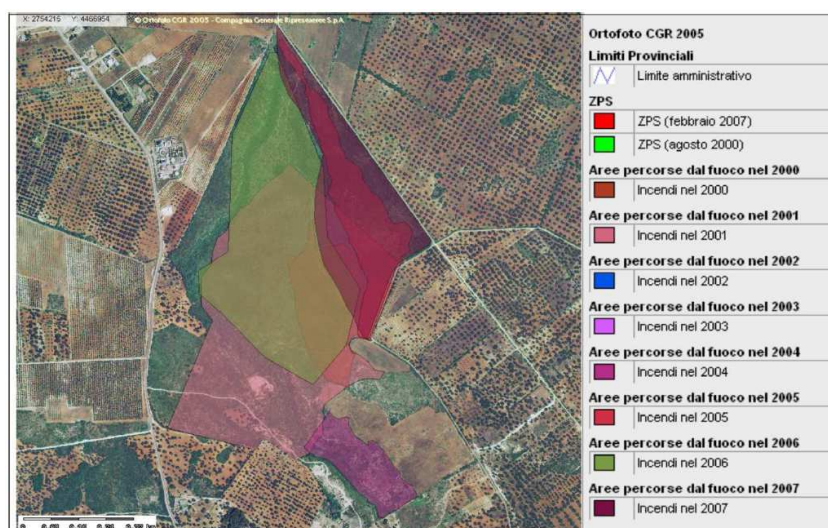 X: 2754215 Y: 4466954
© Ortofoto CGR 2005 - Compagnia Generale Ripreseaeree S.p.A.
Ortofoto CGR 2005
Limiti Provinciali
Limite amministrativo
ZPS
ZPS (febbraio 2007)
ZPS (agosto 2000)
Aree percorse dal fuoco nel 2000
Incendi nel 2000
Aree percorse dal fuoco nel 2001
Incendi nel 2001
Aree percorse dal fuoco nel 2002
Incendi nel 2002
Aree percorse dal fuoco nel 2003
Incendi nel 2003
Aree percorse dal fuoco nel 2004
Incendi nel 2004
Aree percorse dal fuoco nel 2005
Incendi nel 2005
Aree percorse dal fuoco nel 2006
Incendi nel 2006
Aree percorse dal fuoco nel 2007
Incendi nel 2007